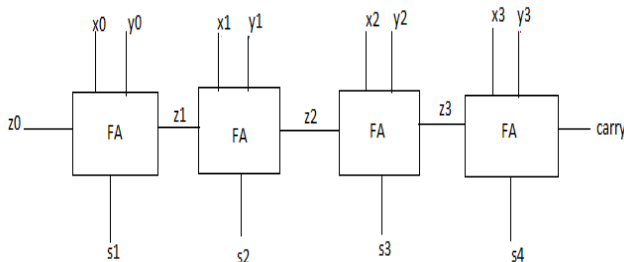 x0 y0 x1 y1 x2 y2 x3 y3
z0 FA z1 FA z2 FA z3 FA carry
s1 s2 s3 s4